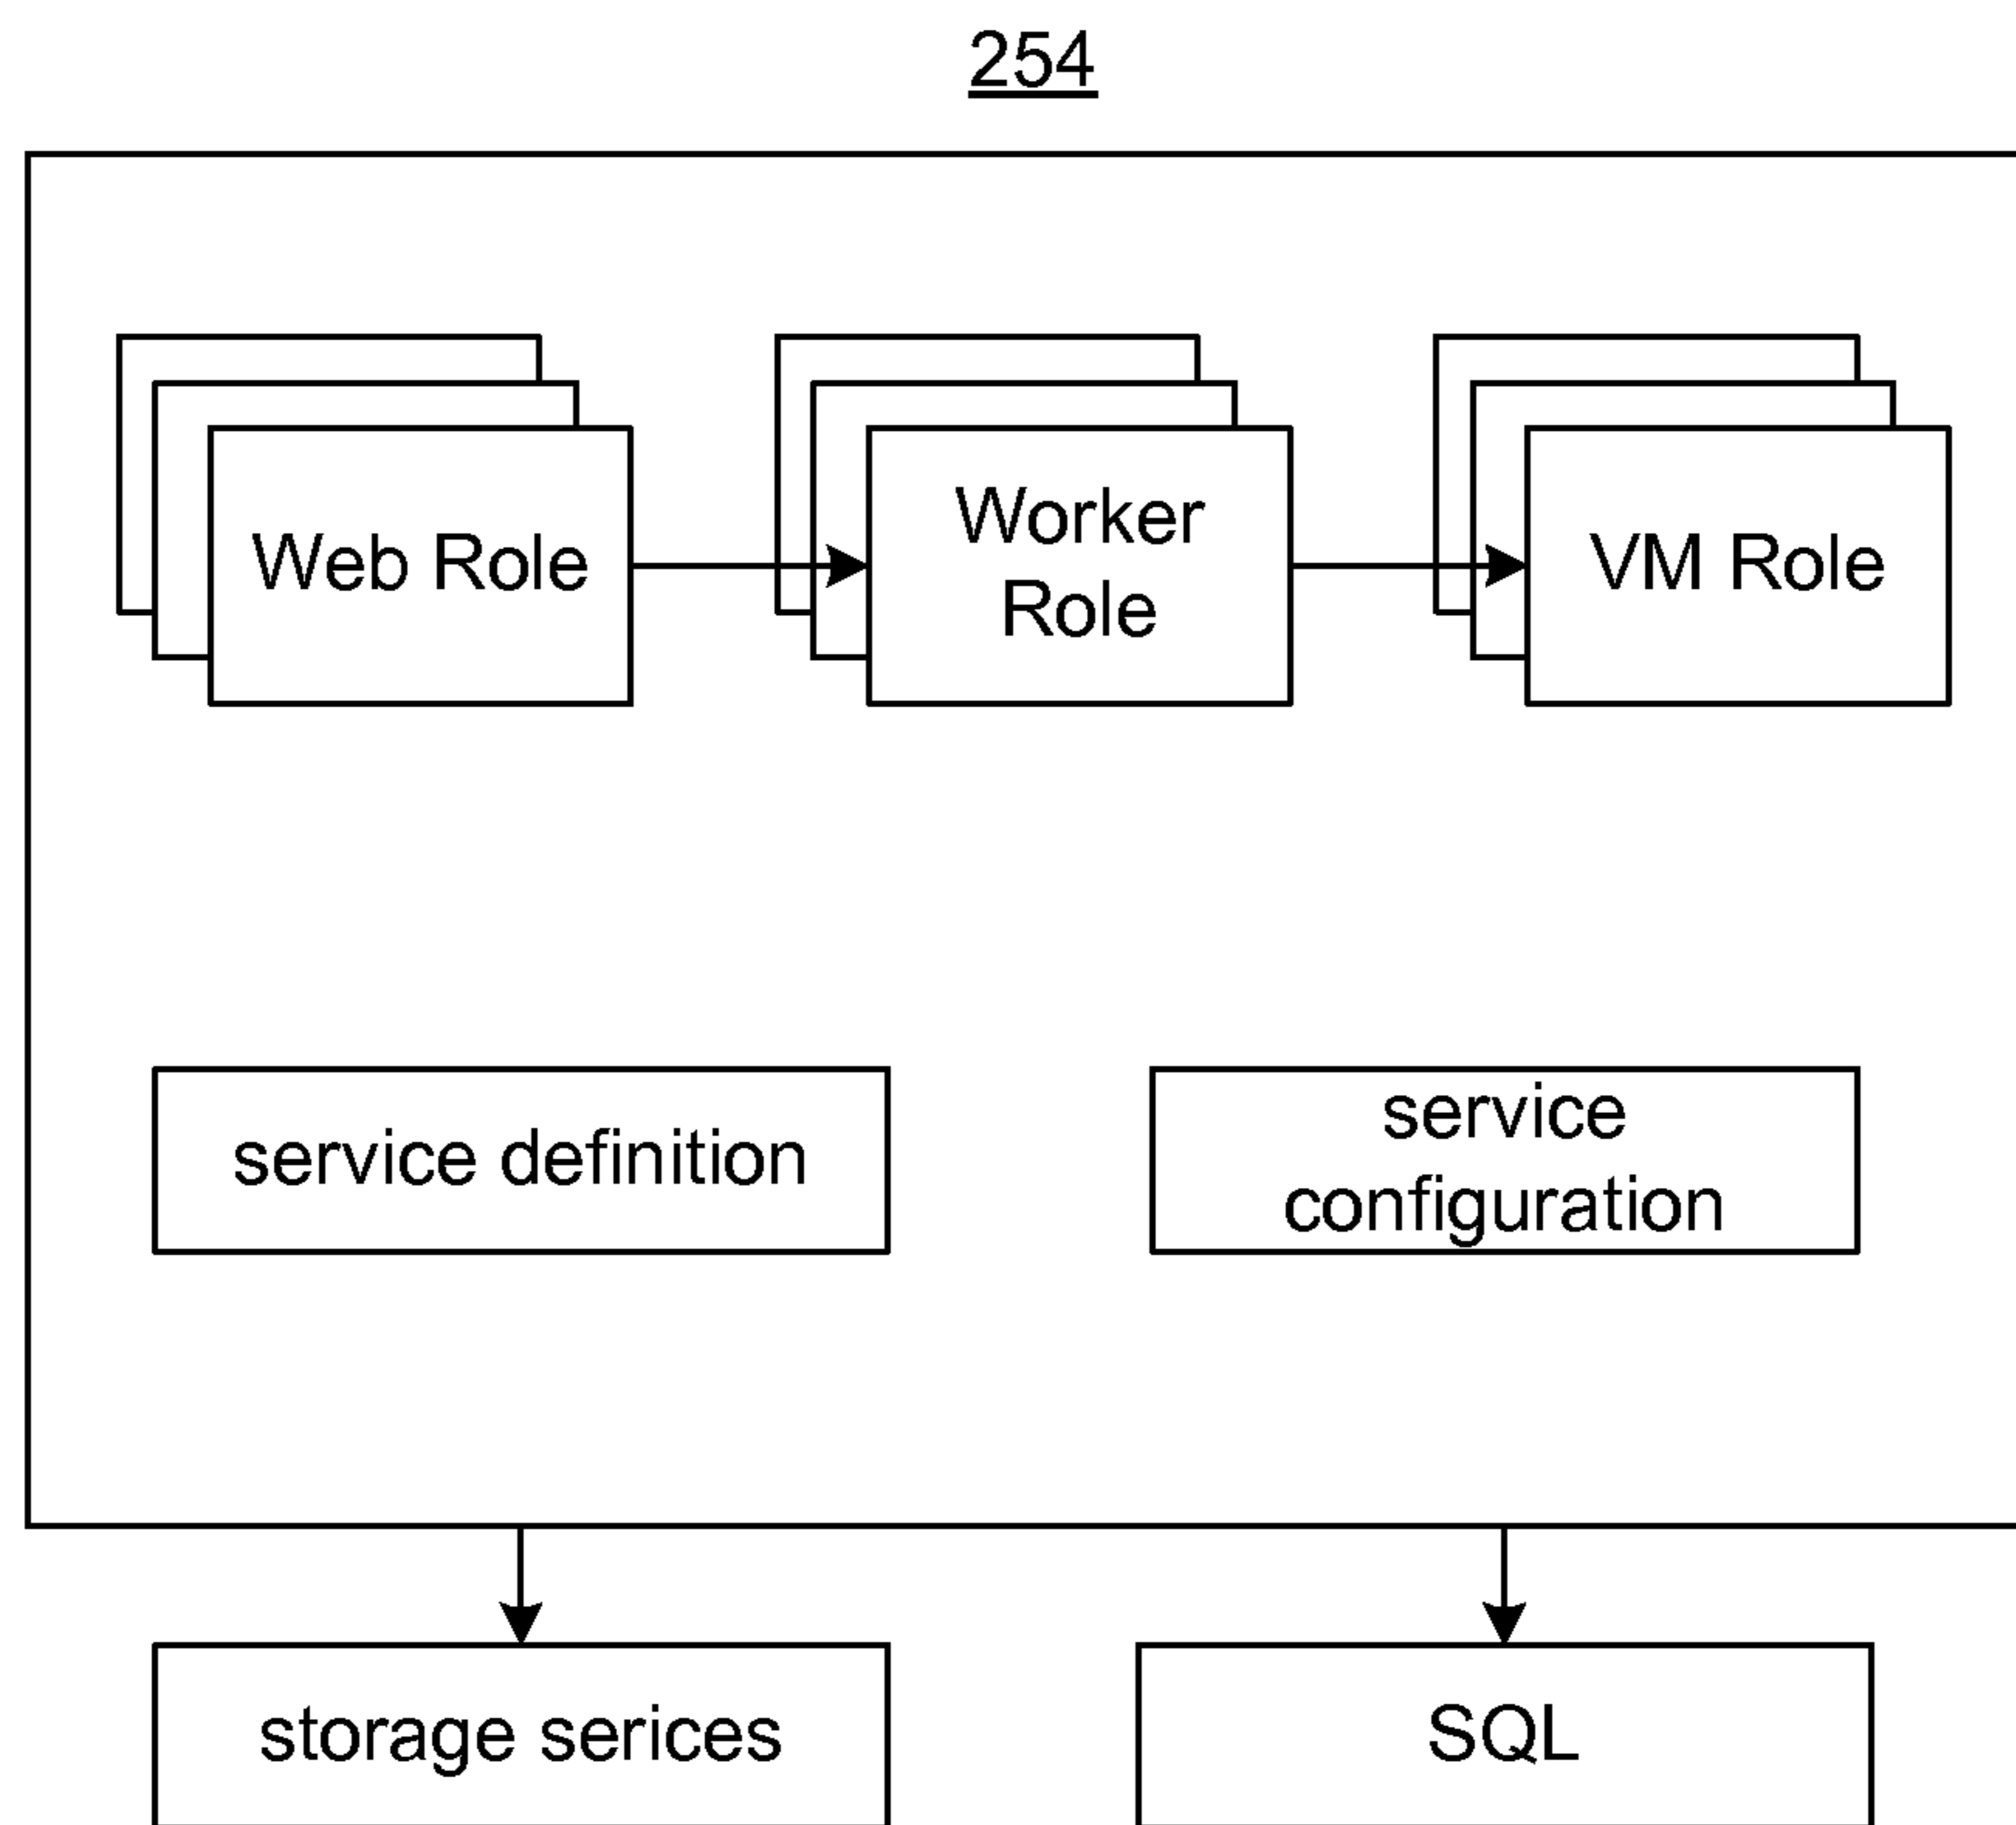 254
Web Role
Worker
Role
VM Role
service definition
service
configuration
storage serices
SQL